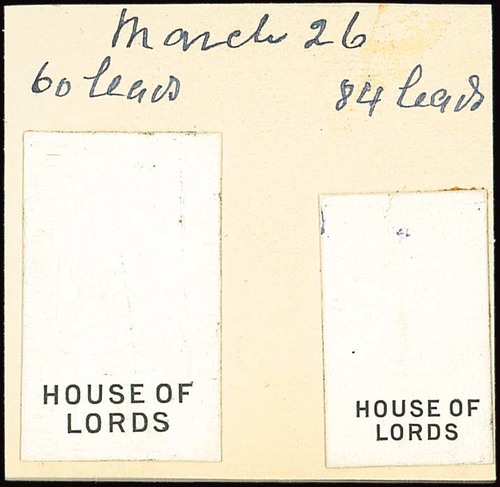 March 26
60 leads
84 leads
HOUSE OF
LORDS
HOUSE OF
LORDS